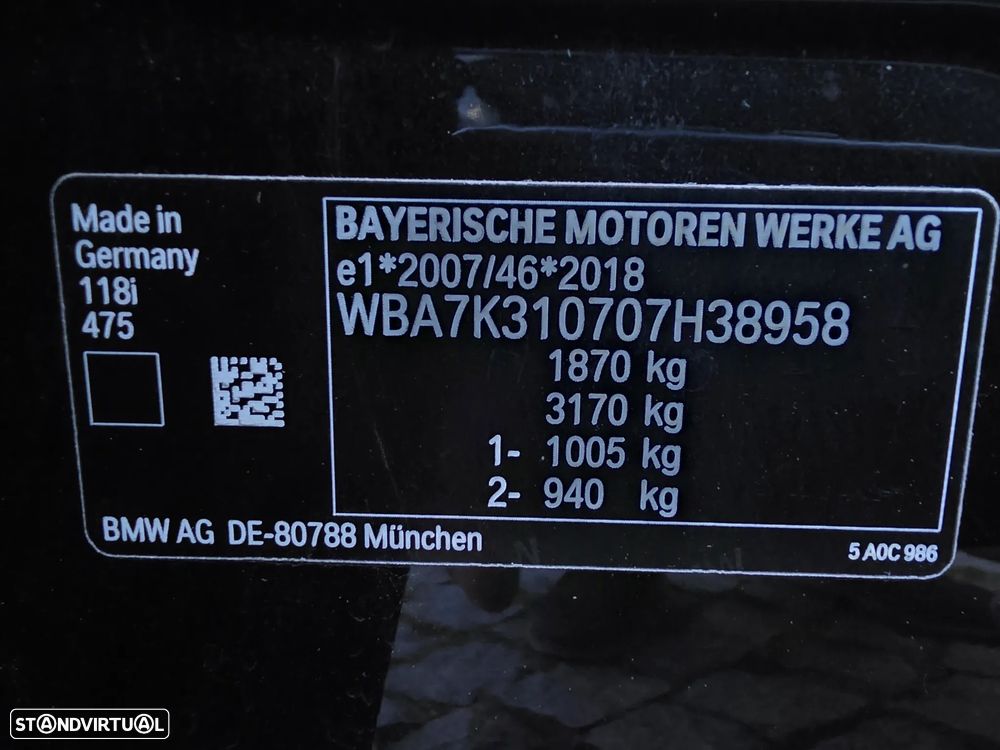 Made in
Germany
118i
475
BAYERISCHE MOTOREN WERKE AG
e1*2007/46*2018
WBA7K310707H38958
1870 kg
3170 kg
1- 1005 kg
2- 940 kg
BMW AG DE-80788 München
5 A0C 986
STANDVIRTUAL